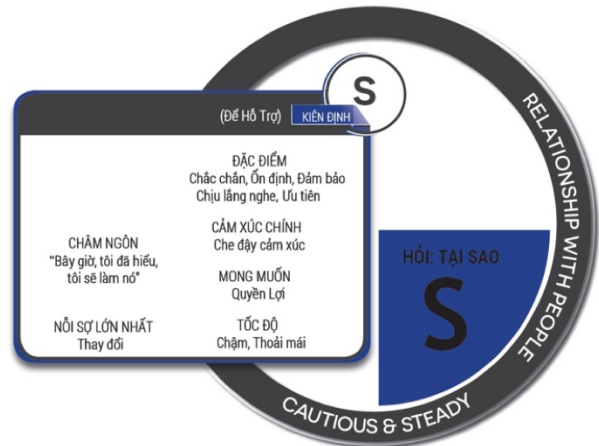 S
(Để Hỗ Trợ) KIÊN ĐỊNH
ĐẶC ĐIỂM
Chắc chắn, Ổn định, Đảm bảo
Chịu lắng nghe, Ưu tiên
CẢM XÚC CHÍNH
Che đậy cảm xúc
CHÂM NGÔN
"Bây giờ, tôi đã hiểu,
tôi sẽ làm nó"
MONG MUỐN
Quyền Lợi
NỖI SỢ LỚN NHẤT
Thay đổi
TỐC ĐỘ
Chậm, Thoải mái
HỎI: TẠI SAO
S
RELATIONSHIP WITH PEOPLE
CAUTIOUS & STEADY